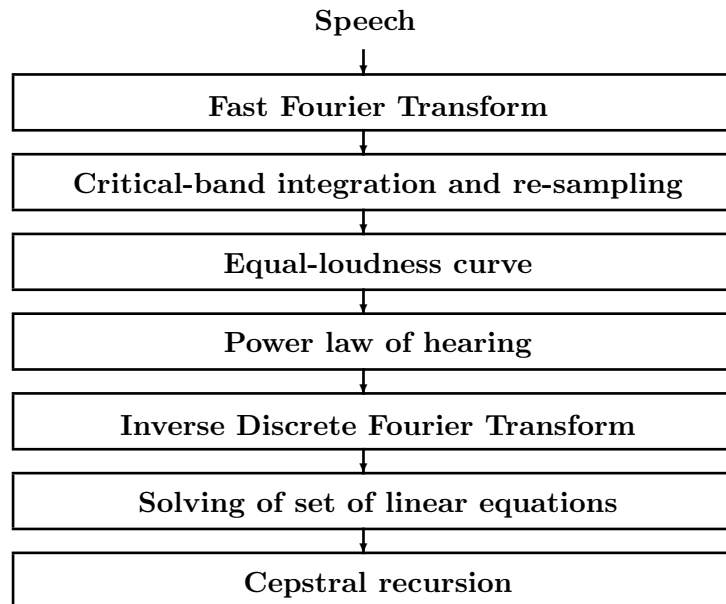 Speech
Fast Fourier Transform
Critical-band integration and re-sampling
Equal-loudness curve
Power law of hearing
Inverse Discrete Fourier Transform
Solving of set of linear equations
Cepstral recursion